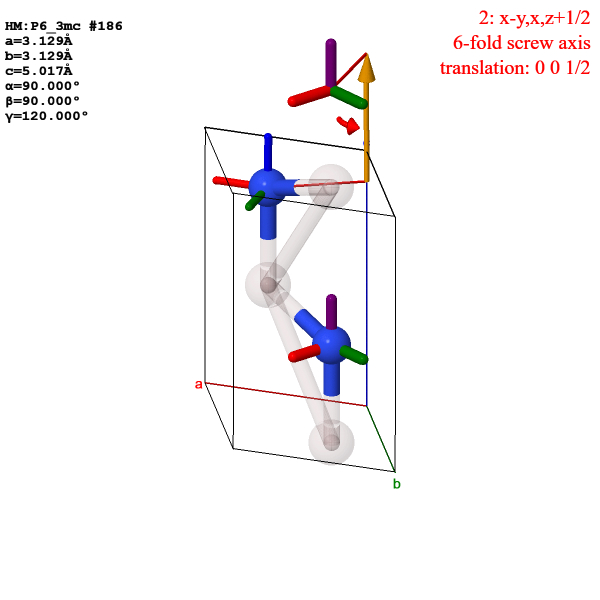 HM:P6_3mc #186
a=3.129Å
b=3.129Å
c=5.017Å
α=90.000°
β=90.000°
γ=120.000°
2: x-y,x,z+1/2
6-fold screw axis
translation: 0 0 1/2
a
b